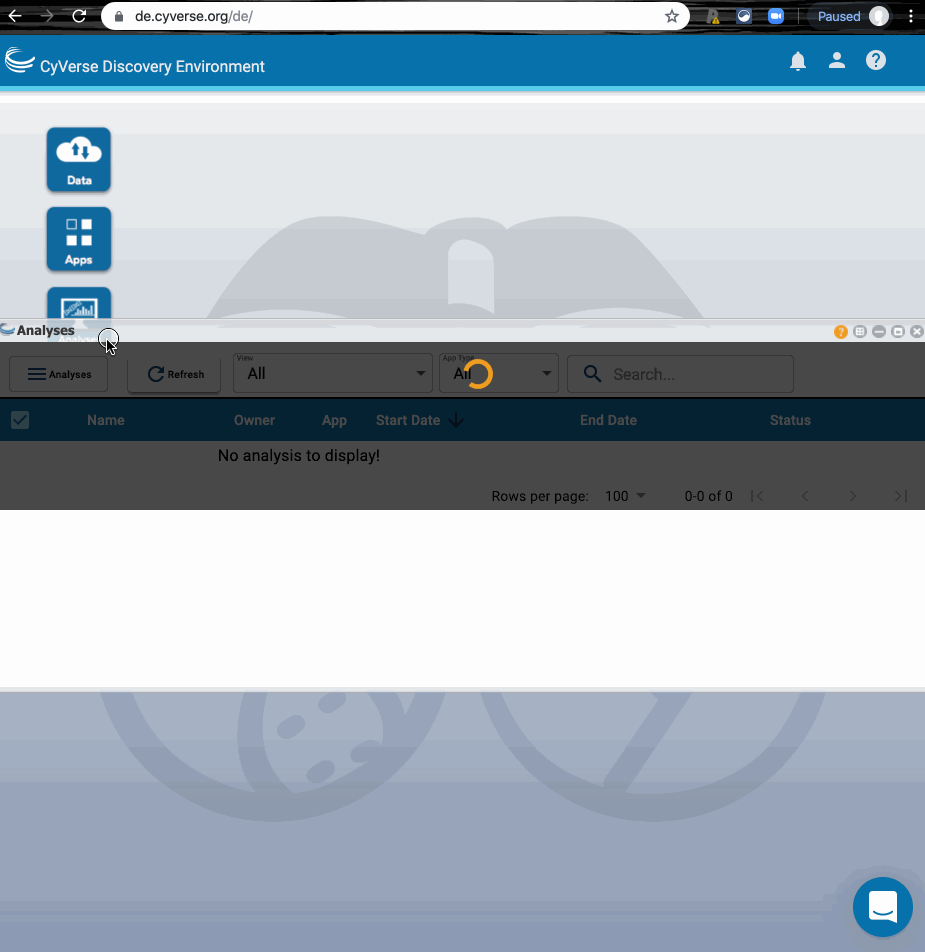 de.cyverse.org/de/
Paused
CyVerse Discovery Environment
Data
Apps
Analyses
Analyses
Refresh
View
All
App Type
All
Search...
Name Owner App Start Date End Date Status
No analysis to display!
Rows per page: 100 0-0 of 0